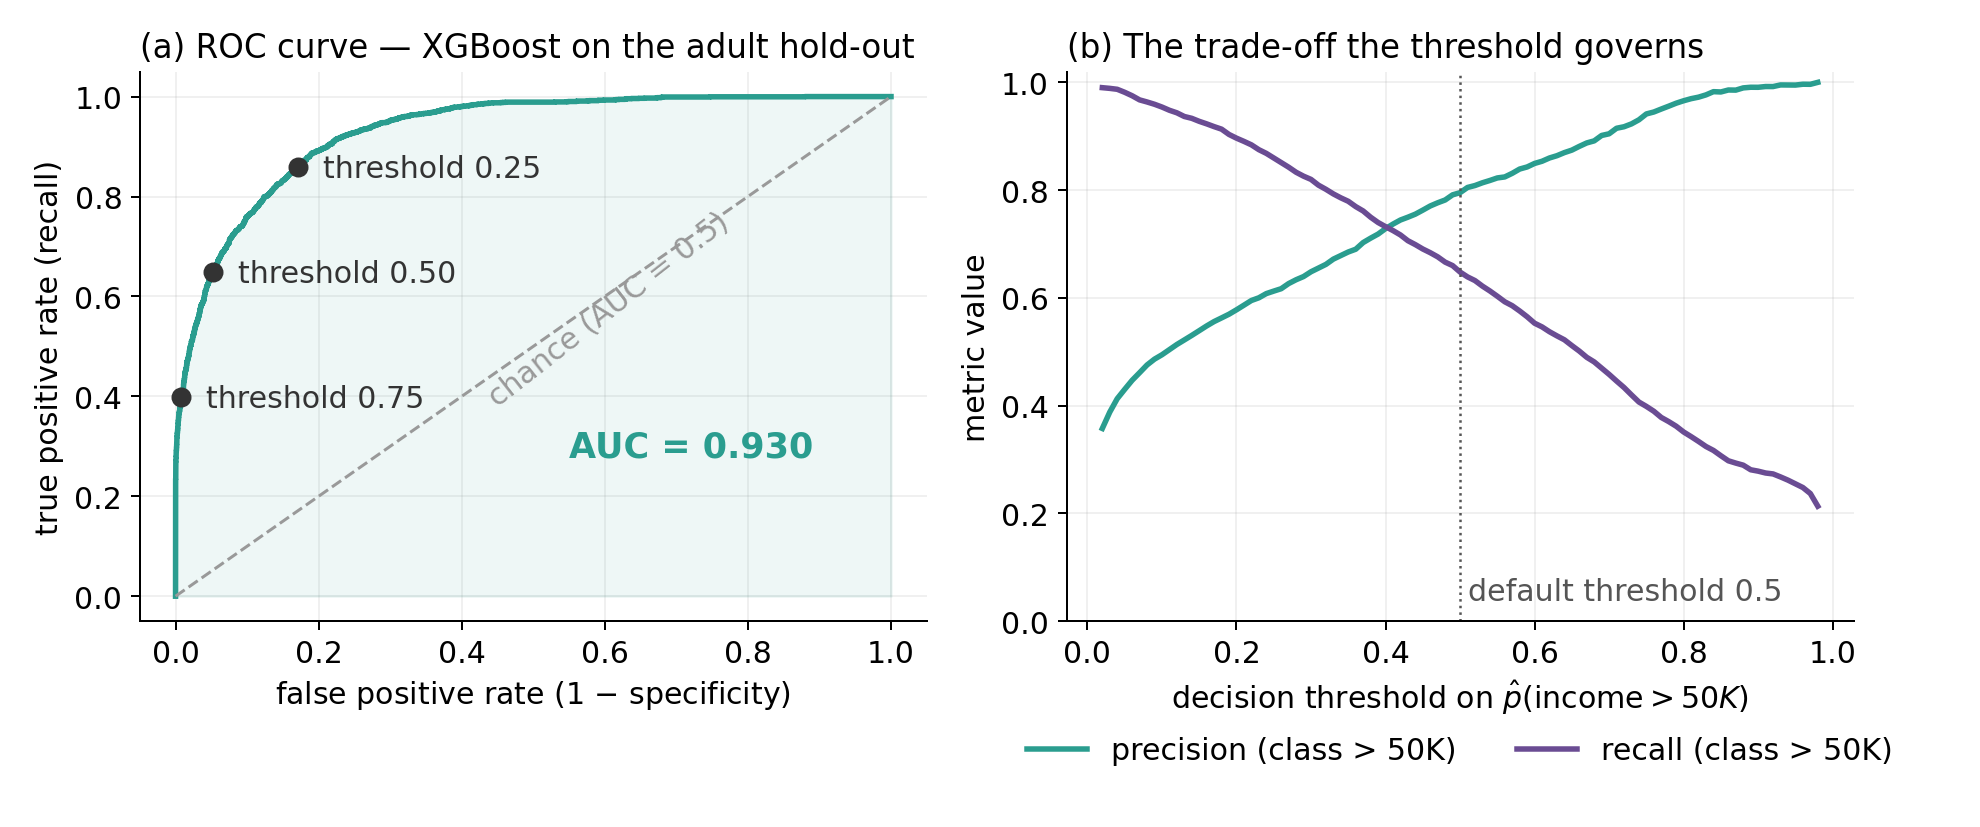 (a) ROC curve — XGBoost on the adult hold-out
true positive rate (recall)
1.0
0.8
0.6
0.4
0.2
0.0
threshold 0.25
threshold 0.50
threshold 0.75
chance (AUC = 0.5)
AUC = 0.930
0.0 0.2 0.4 0.6 0.8 1.0
false positive rate (1 − specificity)
(b) The trade-off the threshold governs
metric value
1.0
0.8
0.6
0.4
0.2
0.0
default threshold 0.5
0.0 0.2 0.4 0.6 0.8 1.0
decision threshold on p̂(income > 50K)
precision (class > 50K) recall (class > 50K)